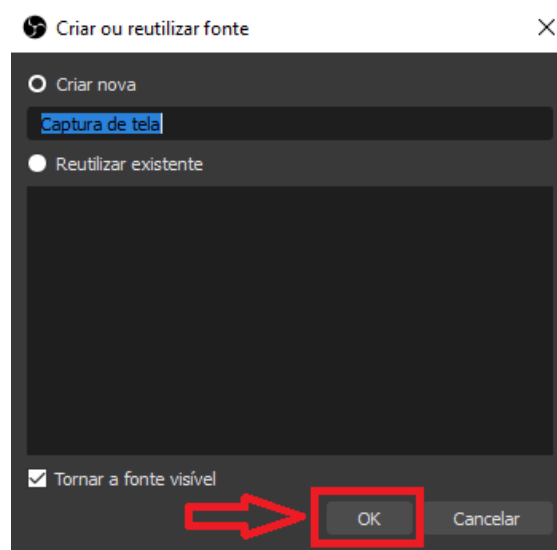 Criar ou reutilizar fonte
Criar nova
Captura de tela
Reutilizar existente
Tornar a fonte visível
OK Cancelar